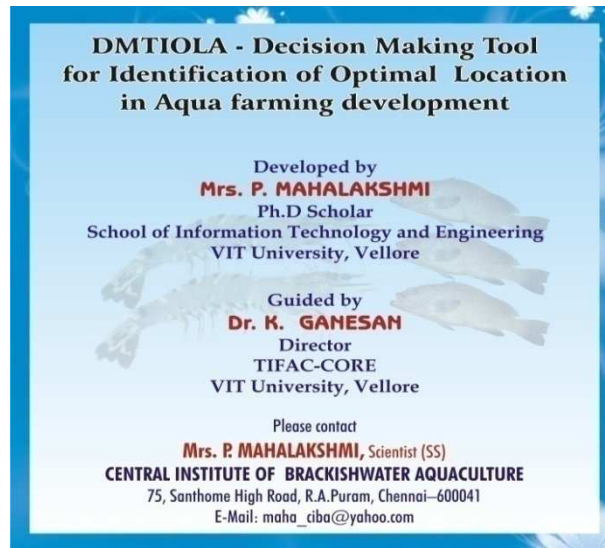 DMTIOLA - Decision Making Tool
for Identification of Optimal Location
in Aqua farming development
Developed by
Mrs. P. MAHALAKSHMI
Ph.D Scholar
School of Information Technology and Engineering
VIT University, Vellore
Guided by
Dr. K. GANESAN
Director
TIFAC-CORE
VIT University, Vellore
Please contact
Mrs. P. MAHALAKSHMI, Scientist (SS)
CENTRAL INSTITUTE OF BRACKISHWATER AQUACULTURE
75, Santhome High Road, R.A.Puram, Chennai–600041
E-Mail: maha_ciba@yahoo.com